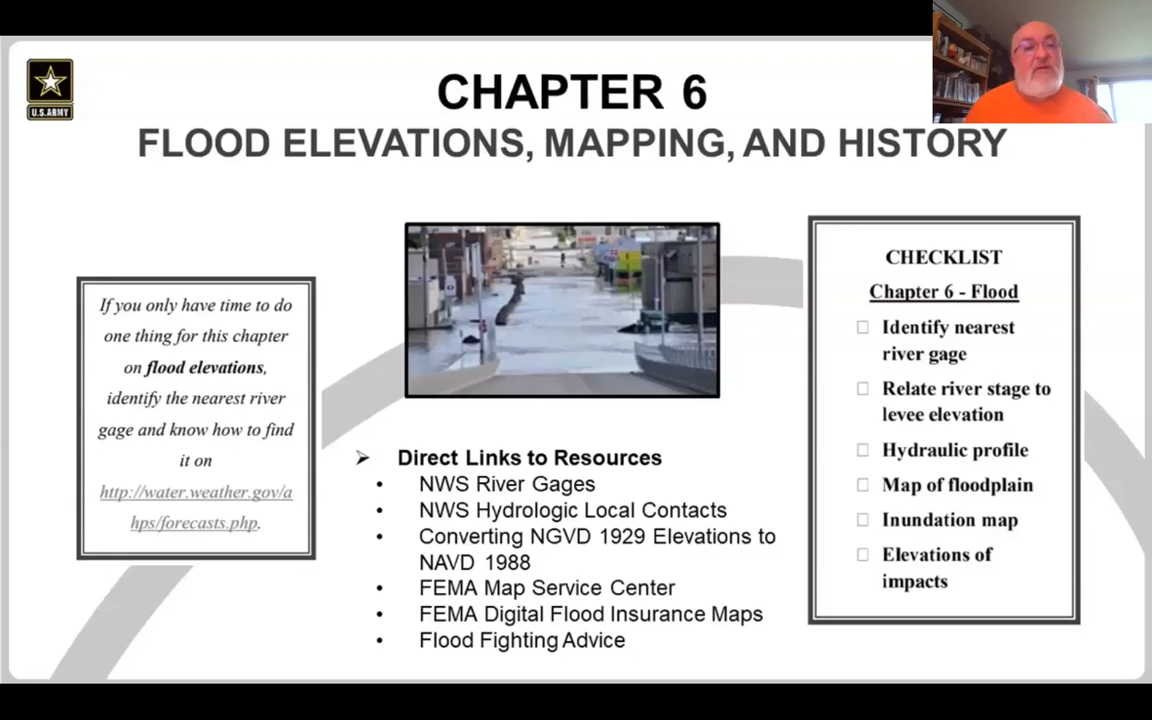 U.S.ARMY
CHAPTER 6
FLOOD ELEVATIONS, MAPPING, AND HISTORY
If you only have time to do
one thing for this chapter
on flood elevations,
identify the nearest river
gage and know how to find
it on
http://water.weather.gov/a
hps/forecasts.php.
➢ Direct Links to Resources
• NWS River Gages
• NWS Hydrologic Local Contacts
• Converting NGVD 1929 Elevations to
NAVD 1988
• FEMA Map Service Center
• FEMA Digital Flood Insurance Maps
• Flood Fighting Advice
CHECKLIST
Chapter 6 - Flood
□ Identify nearest
river gage
□ Relate river stage to
levee elevation
□ Hydraulic profile
□ Map of floodplain
□ Inundation map
□ Elevations of
impacts